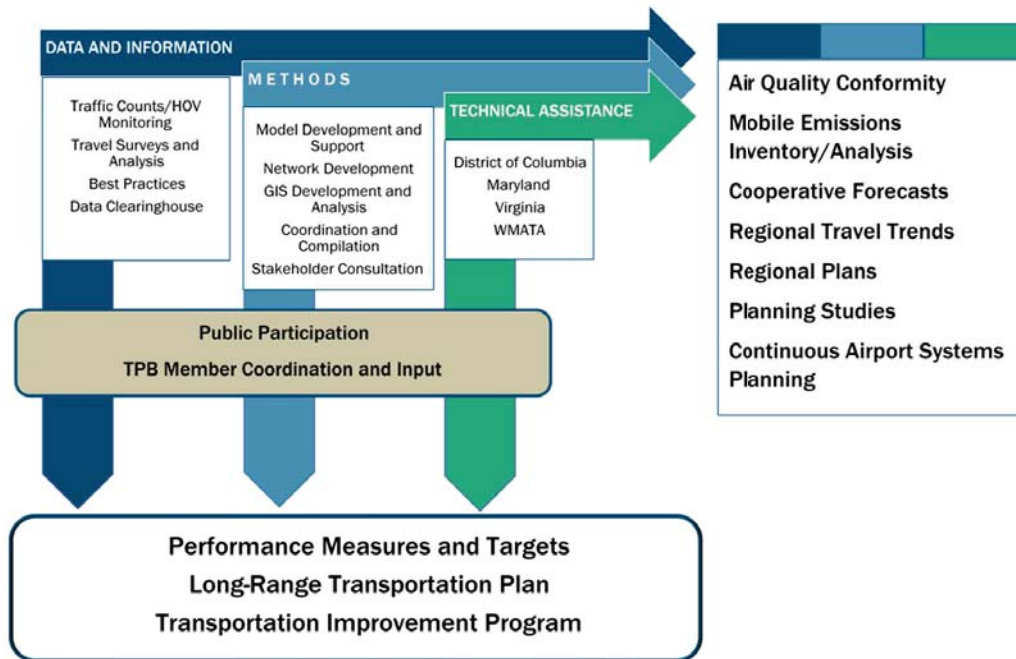 DATA AND INFORMATION
Traffic Counts/HOV
Monitoring
Travel Surveys and
Analysis
Best Practices
Data Clearinghouse
METHODS
Model Development and
Support
Network Development
GIS Development and
Analysis
Coordination and
Compilation
Stakeholder Consultation
TECHNICAL ASSISTANCE
District of Columbia
Maryland
Virginia
WMATA
Air Quality Conformity
Mobile Emissions
Inventory/Analysis
Cooperative Forecasts
Regional Travel Trends
Regional Plans
Planning Studies
Continuous Airport Systems
Planning
Public Participation
TPB Member Coordination and Input
Performance Measures and Targets
Long-Range Transportation Plan
Transportation Improvement Program